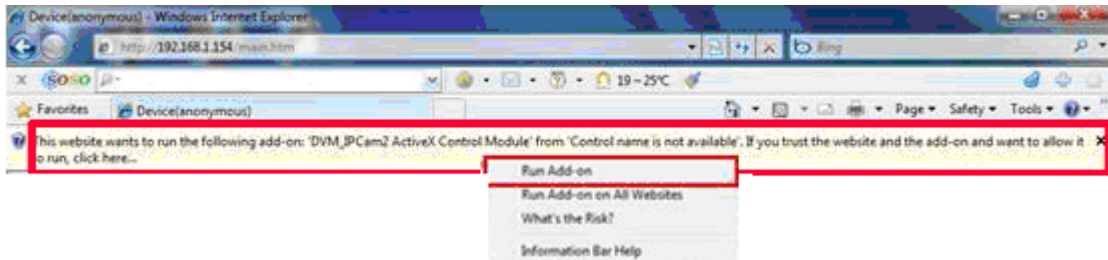 Device(anonymous) - Windows Internet Explorer
http://192.168.1.154/main.htm
Bing
SOSO
19~25℃
Favorites Device(anonymous) Page Safety Tools
This website wants to run the following add-on: 'DVM_IPCam2 ActiveX Control Module' from 'Control name is not available'. If you trust the website and the add-on and want to allow it
o run, click here...
Run Add-on
Run Add-on on All Websites
What's the Risk?
Information Bar Help